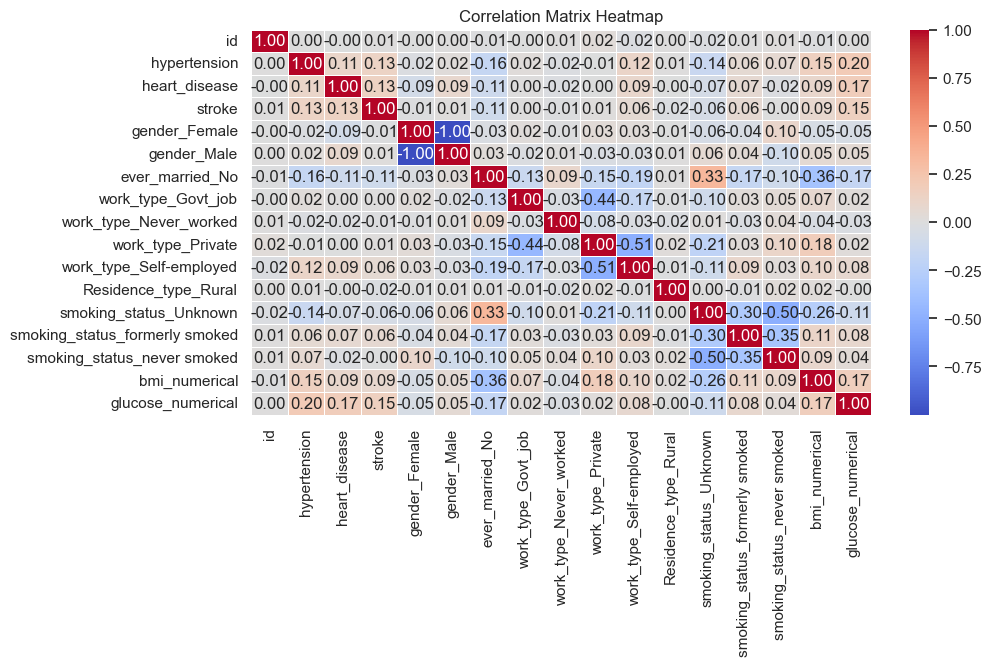 Correlation Matrix Heatmap
id 1.00 0.00 -0.00 0.01 -0.00 0.00 -0.01 -0.00 0.01 0.02 -0.02 0.00 -0.02 0.01 0.01 -0.01 0.00
hypertension 0.00 1.00 0.11 0.13 -0.02 0.02 -0.16 0.02 -0.02 -0.01 0.12 0.01 -0.14 0.06 0.07 0.15 0.20
heart_disease -0.00 0.11 1.00 0.13 -0.09 0.09 -0.11 0.00 -0.02 0.00 0.09 -0.00 -0.07 0.07 -0.02 0.09 0.17
stroke 0.01 0.13 0.13 1.00 -0.01 0.01 -0.11 0.00 -0.01 0.01 0.06 -0.02 -0.06 0.06 -0.00 0.09 0.15
gender_Female -0.00 -0.02 -0.09 -0.01 1.00 -1.00 -0.03 0.02 -0.01 0.03 0.03 -0.01 -0.06 -0.04 0.10 -0.05 -0.05
gender_Male 0.00 0.02 0.09 0.01 -1.00 1.00 0.03 -0.02 0.01 -0.03 -0.03 0.01 0.06 0.04 -0.10 0.05 0.05
ever_married_No -0.01 -0.16 -0.11 -0.11 -0.03 0.03 1.00 -0.13 0.09 -0.15 -0.19 0.01 0.33 -0.17 -0.10 -0.36 -0.17
work_type_Govt_job -0.00 0.02 0.00 0.00 0.02 -0.02 -0.13 1.00 -0.03 -0.44 -0.17 -0.01 -0.10 0.03 0.05 0.07 0.02
work_type_Never_worked 0.01 -0.02 -0.02 -0.01 -0.01 0.01 0.09 -0.03 1.00 -0.08 -0.03 -0.02 0.01 -0.03 0.04 -0.04 -0.03
work_type_Private 0.02 -0.01 0.00 0.01 0.03 -0.03 -0.15 -0.44 -0.08 1.00 -0.51 0.02 -0.21 0.03 0.10 0.18 0.02
work_type_Self-employed -0.02 0.12 0.09 0.06 0.03 -0.03 -0.19 -0.17 -0.03 -0.51 1.00 -0.01 -0.11 0.09 0.03 0.10 0.08
Residence_type_Rural 0.00 0.01 -0.00 -0.02 -0.01 0.01 0.01 -0.01 -0.02 0.02 -0.01 1.00 0.00 -0.01 0.02 0.02 -0.00
smoking_status_Unknown -0.02 -0.14 -0.07 -0.06 -0.06 0.06 0.33 -0.10 0.01 -0.21 -0.11 0.00 1.00 -0.30 -0.50 -0.26 -0.11
smoking_status_formerly smoked 0.01 0.06 0.07 0.06 -0.04 0.04 -0.17 0.03 -0.03 0.03 0.09 -0.01 -0.30 1.00 -0.35 0.11 0.08
smoking_status_never smoked 0.01 0.07 -0.02 -0.00 0.10 -0.10 -0.10 0.05 0.04 0.10 0.03 0.02 -0.50 -0.35 1.00 0.09 0.04
bmi_numerical -0.01 0.15 0.09 0.09 -0.05 0.05 -0.36 0.07 -0.04 0.18 0.10 0.02 -0.26 0.11 0.09 1.00 0.17
glucose_numerical 0.00 0.20 0.17 0.15 -0.05 0.05 -0.17 0.02 -0.03 0.02 0.08 -0.00 -0.11 0.08 0.04 0.17 1.00
id
hypertension
heart_disease
stroke
gender_Female
gender_Male
ever_married_No
work_type_Govt_job
work_type_Never_worked
work_type_Private
work_type_Self-employed
Residence_type_Rural
smoking_status_Unknown
smoking_status_formerly smoked
smoking_status_never smoked
bmi_numerical
glucose_numerical
1.00
0.75
0.50
0.25
0.00
-0.25
-0.50
-0.75